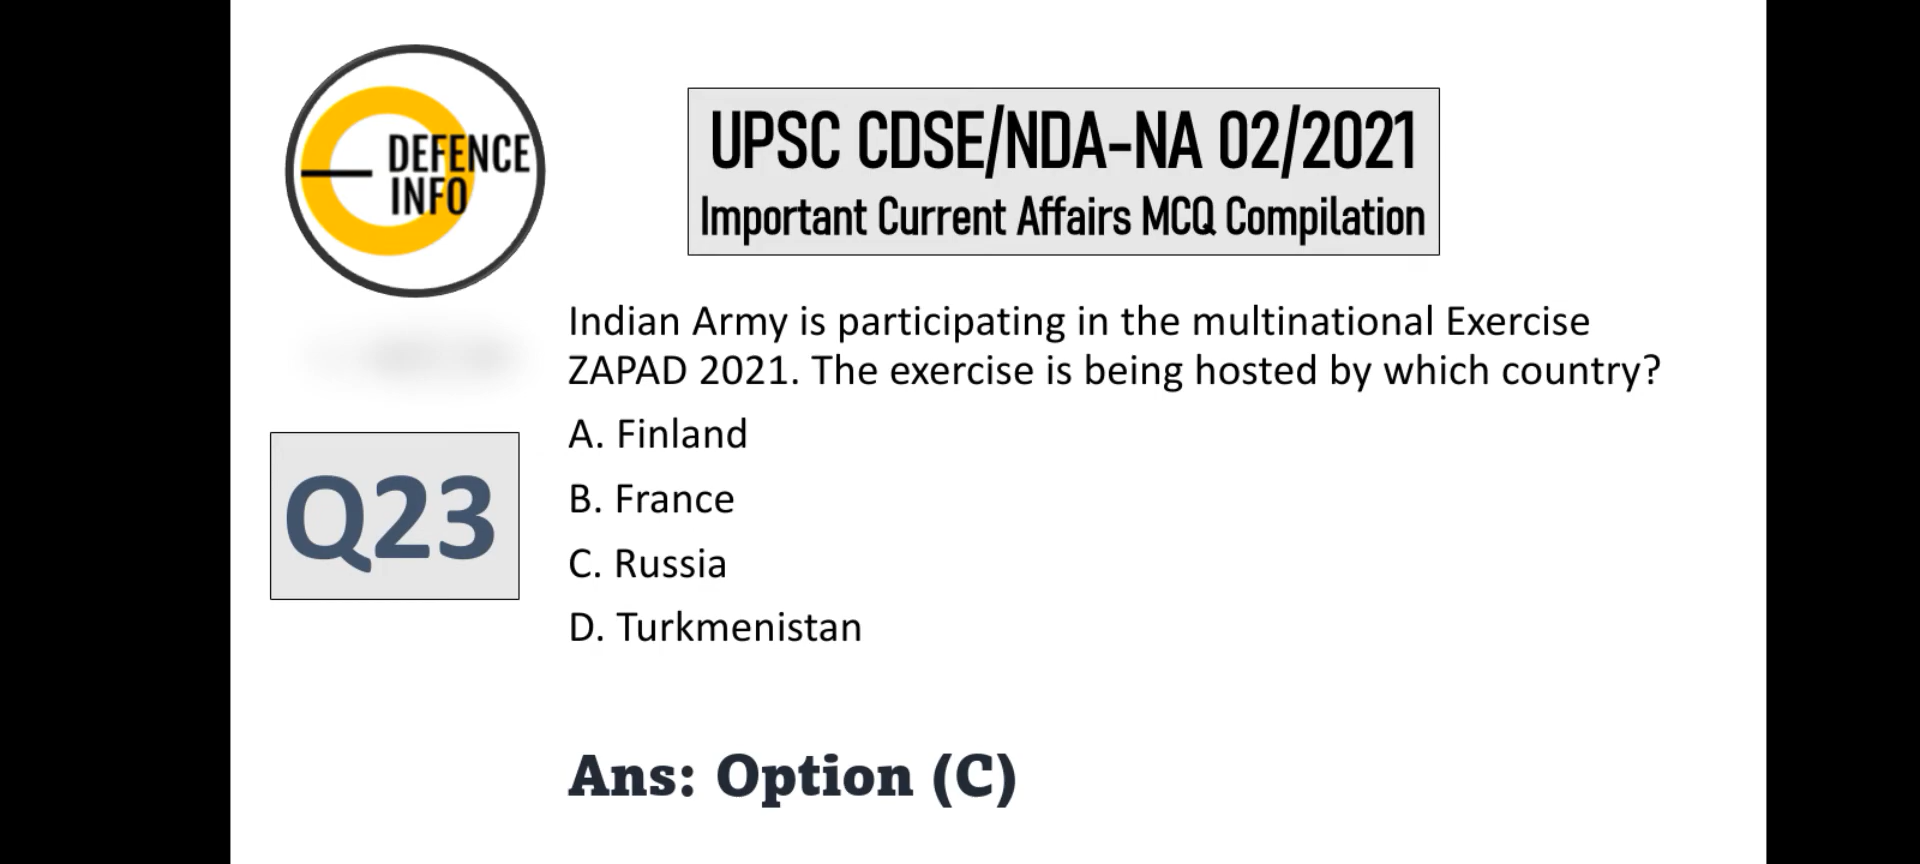 DEFENCE
INFO
UPSC CDSE/NDA-NA 02/2021
Important Current Affairs MCQ Compilation
Indian Army is participating in the multinational Exercise
ZAPAD 2021. The exercise is being hosted by which country?
A. Finland
B. France
C. Russia
D. Turkmenistan
Q23
Ans: Option (C)